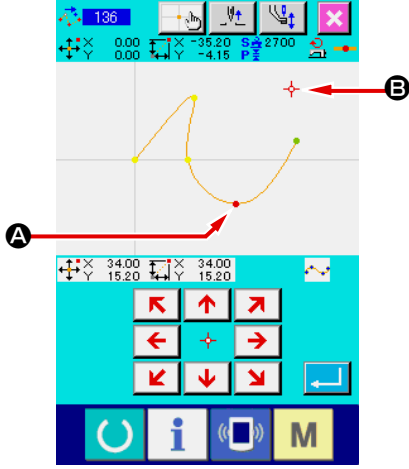 136
X 0.00 X -35.20 S 2700
Y 0.00 Y -4.15 P
B
A
X 34.00 X 34.00
Y 15.20 Y 15.20
i M